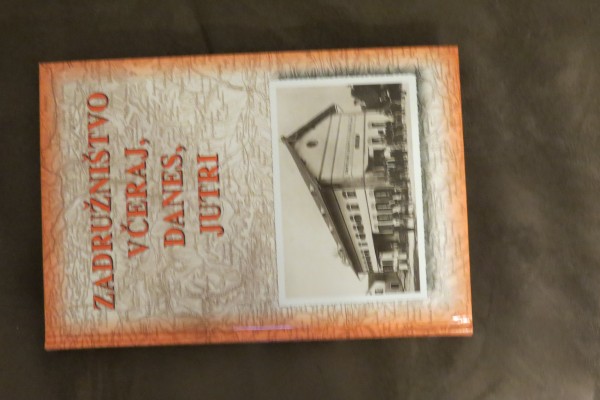 ZADRUŽNIŠTVO
VČERAJ,
DANES,
JUTRI